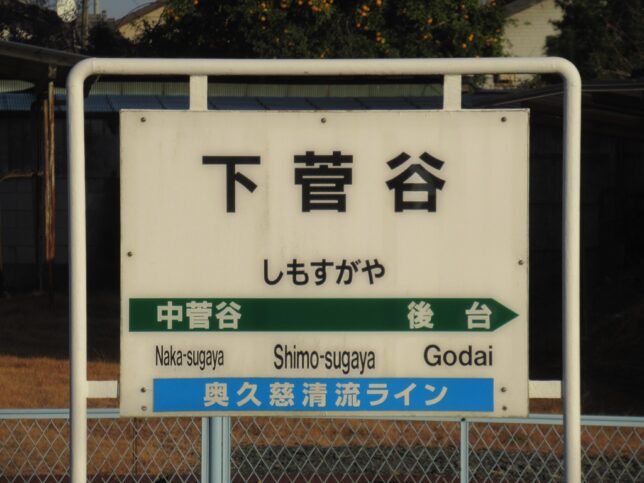 下菅谷
しもすがや
中菅谷 後台
Naka-sugaya Shimo-sugaya Godai
奥久慈清流ライン